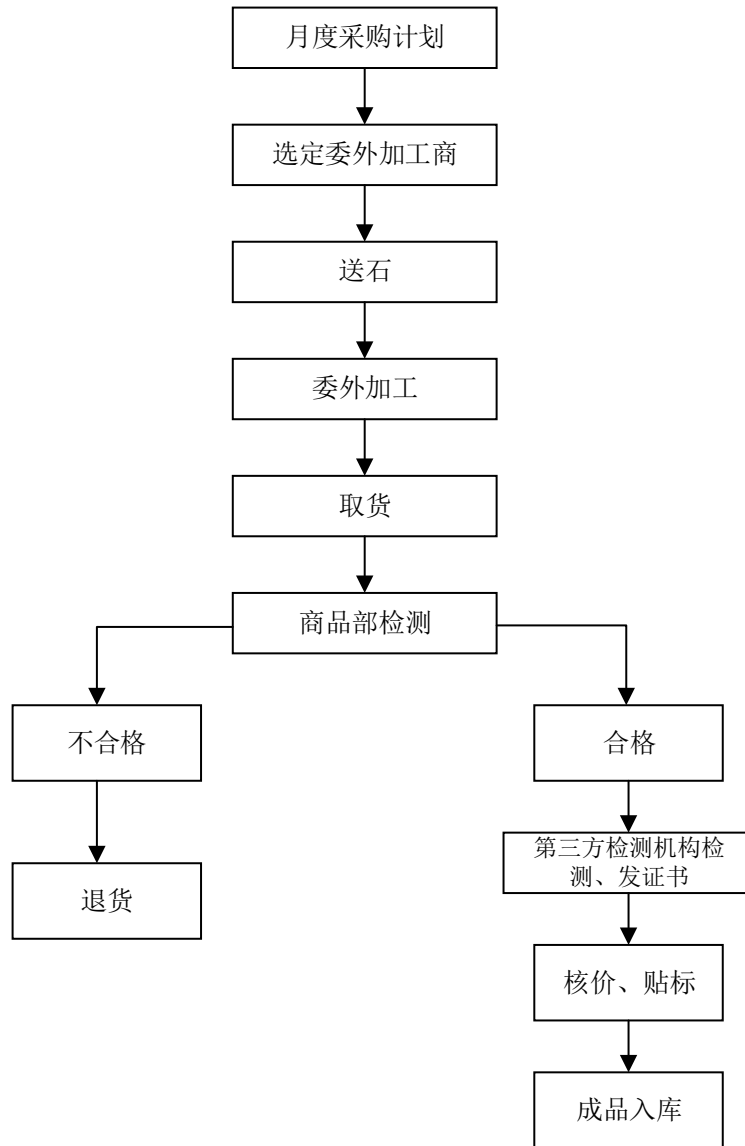 月度采购计划
选定委外加工商
送石
委外加工
取货
商品部检测
不合格
合格
第三方检测机构检
测、发证书
退货
核价、贴标
成品入库